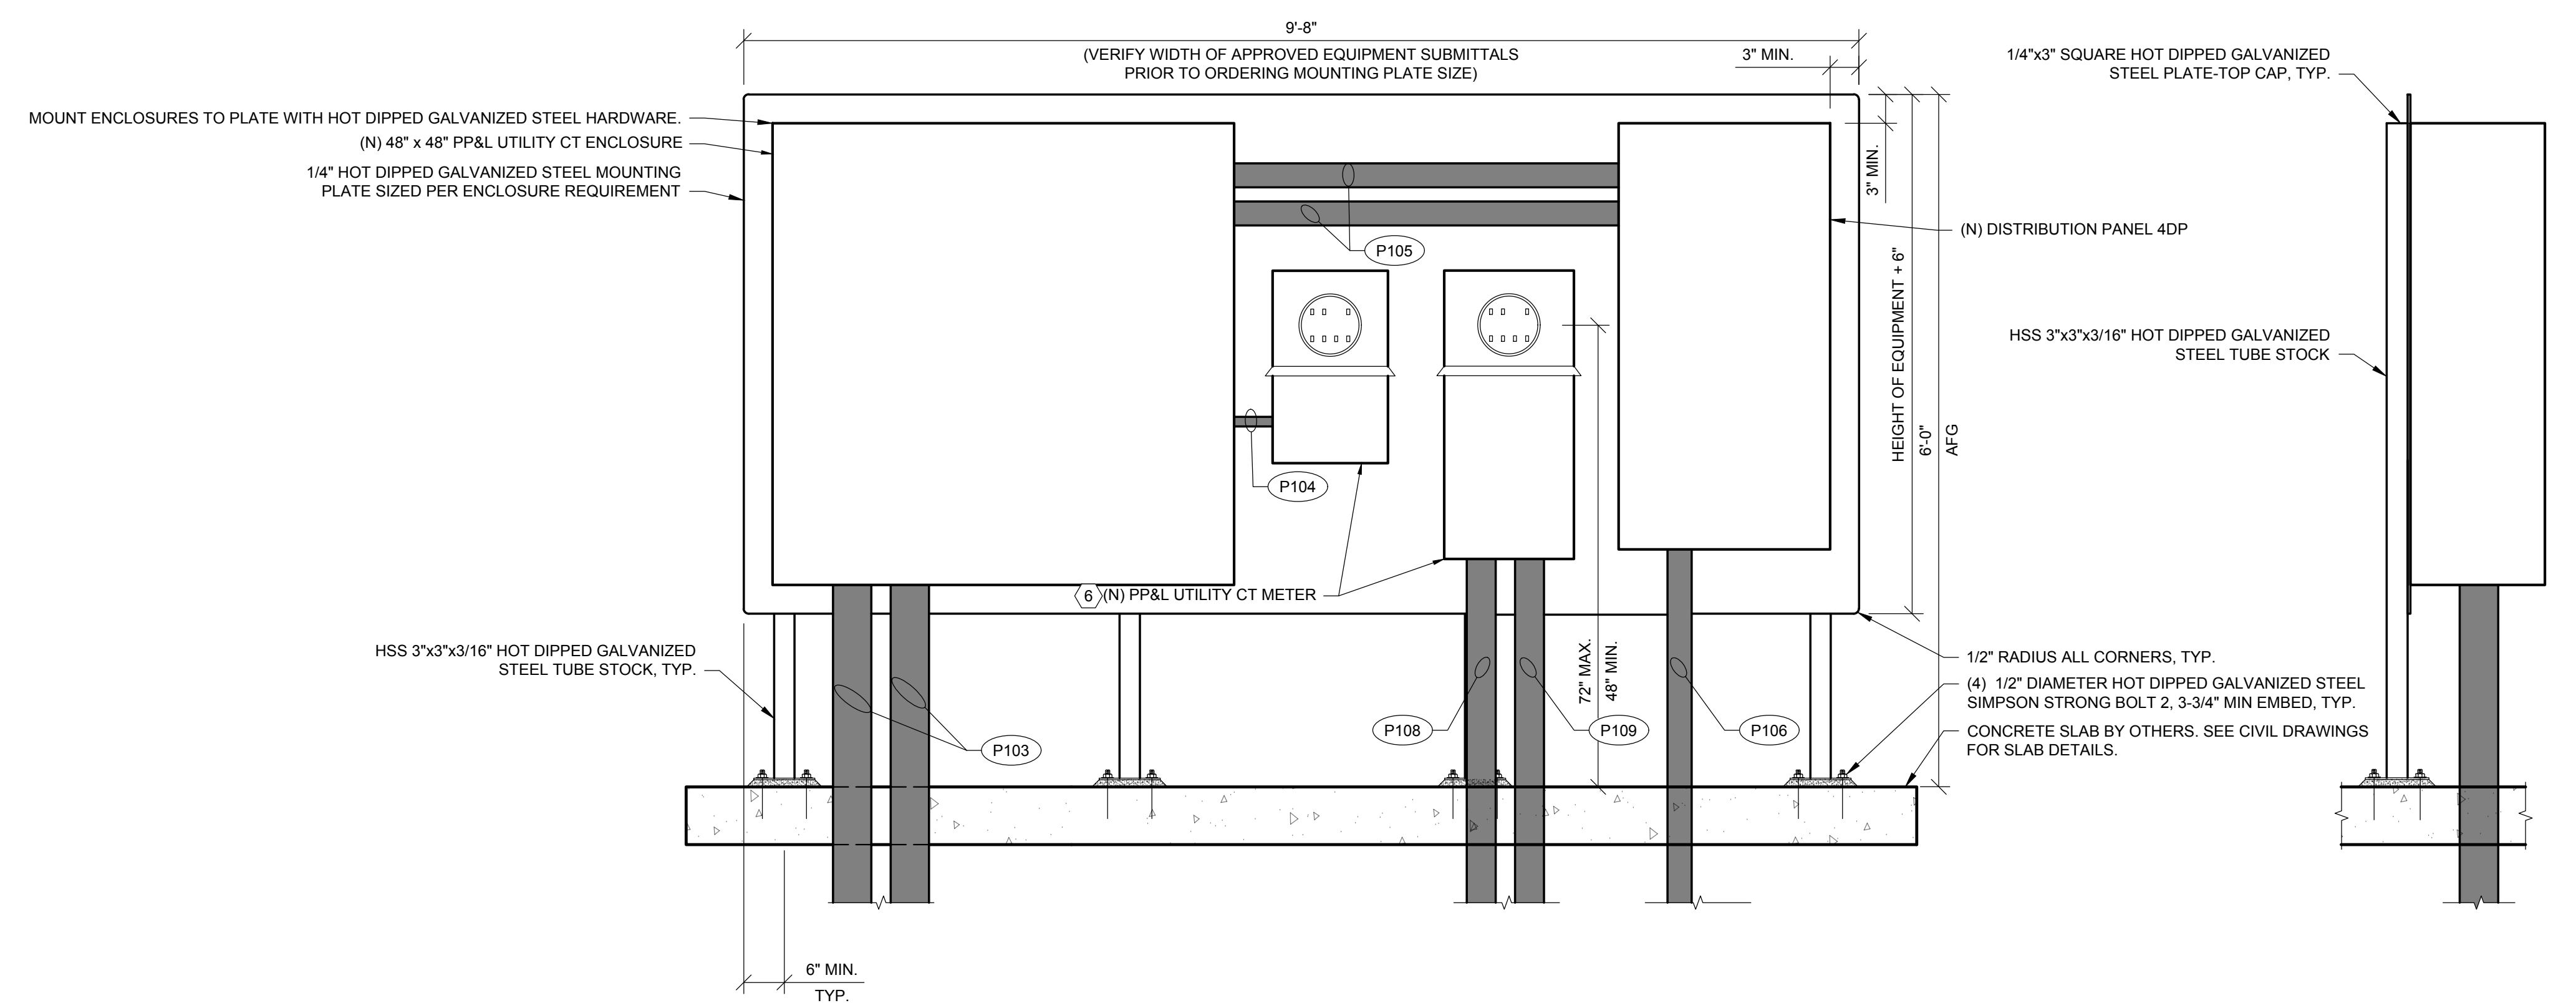 9'-8"
(VERIFY WIDTH OF APPROVED EQUIPMENT SUBMITTALS
PRIOR TO ORDERING MOUNTING PLATE SIZE)
3" MIN.
1/4"x3" SQUARE HOT DIPPED GALVANIZED
STEEL PLATE-TOP CAP, TYP.
MOUNT ENCLOSURES TO PLATE WITH HOT DIPPED GALVANIZED STEEL HARDWARE.
(N) 48" x 48" PP&L UTILITY CT ENCLOSURE
1/4" HOT DIPPED GALVANIZED STEEL MOUNTING
PLATE SIZED PER ENCLOSURE REQUIREMENT
3" MIN.
(N) DISTRIBUTION PANEL 4DP
P105
HEIGHT OF EQUIPMENT + 6"
6'-0"
AFG
HSS 3"x3"x3/16" HOT DIPPED GALVANIZED
STEEL TUBE STOCK
P104
6 (N) PP&L UTILITY CT METER
HSS 3"x3"x3/16" HOT DIPPED GALVANIZED
STEEL TUBE STOCK, TYP.
72" MAX.
48" MIN.
1/2" RADIUS ALL CORNERS, TYP.
(4) 1/2" DIAMETER HOT DIPPED GALVANIZED STEEL
SIMPSON STRONG BOLT 2, 3-3/4" MIN EMBED, TYP.
P103
P108
P109
P106
CONCRETE SLAB BY OTHERS. SEE CIVIL DRAWINGS
FOR SLAB DETAILS.
6" MIN.
TYP.